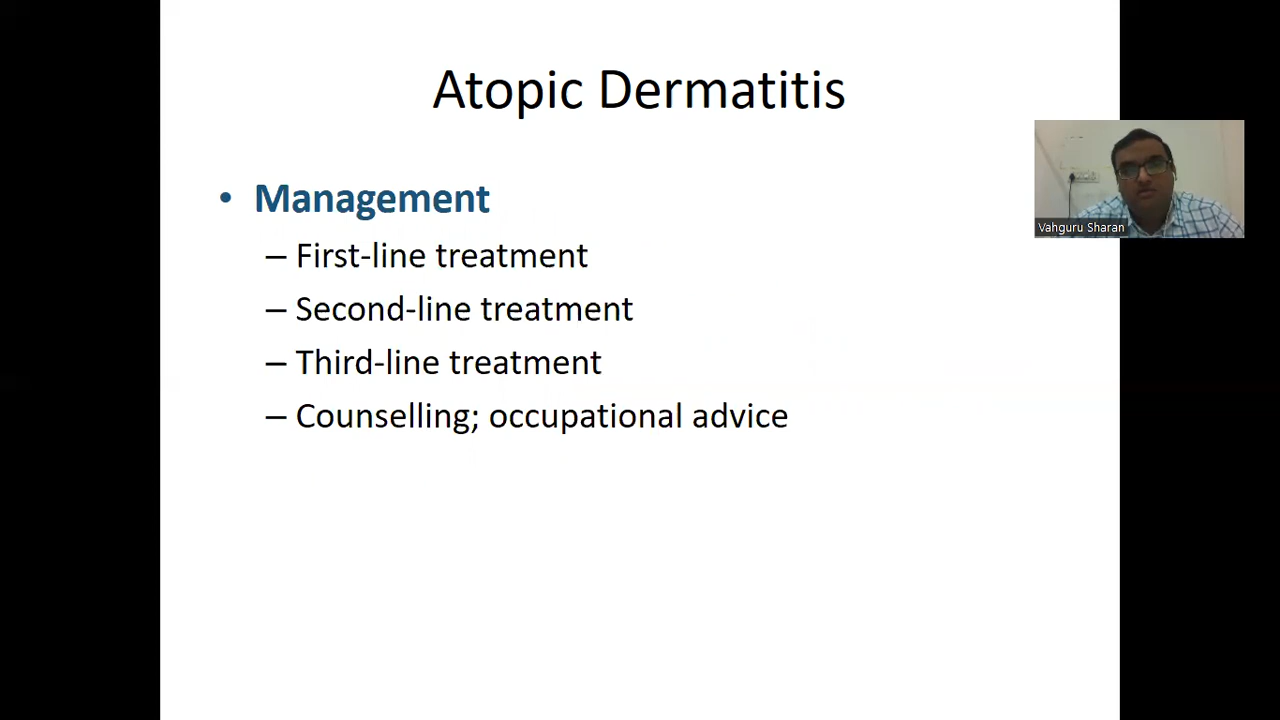 Atopic Dermatitis
• Management
– First-line treatment
– Second-line treatment
– Third-line treatment
– Counselling; occupational advice
Vahguru Sharan